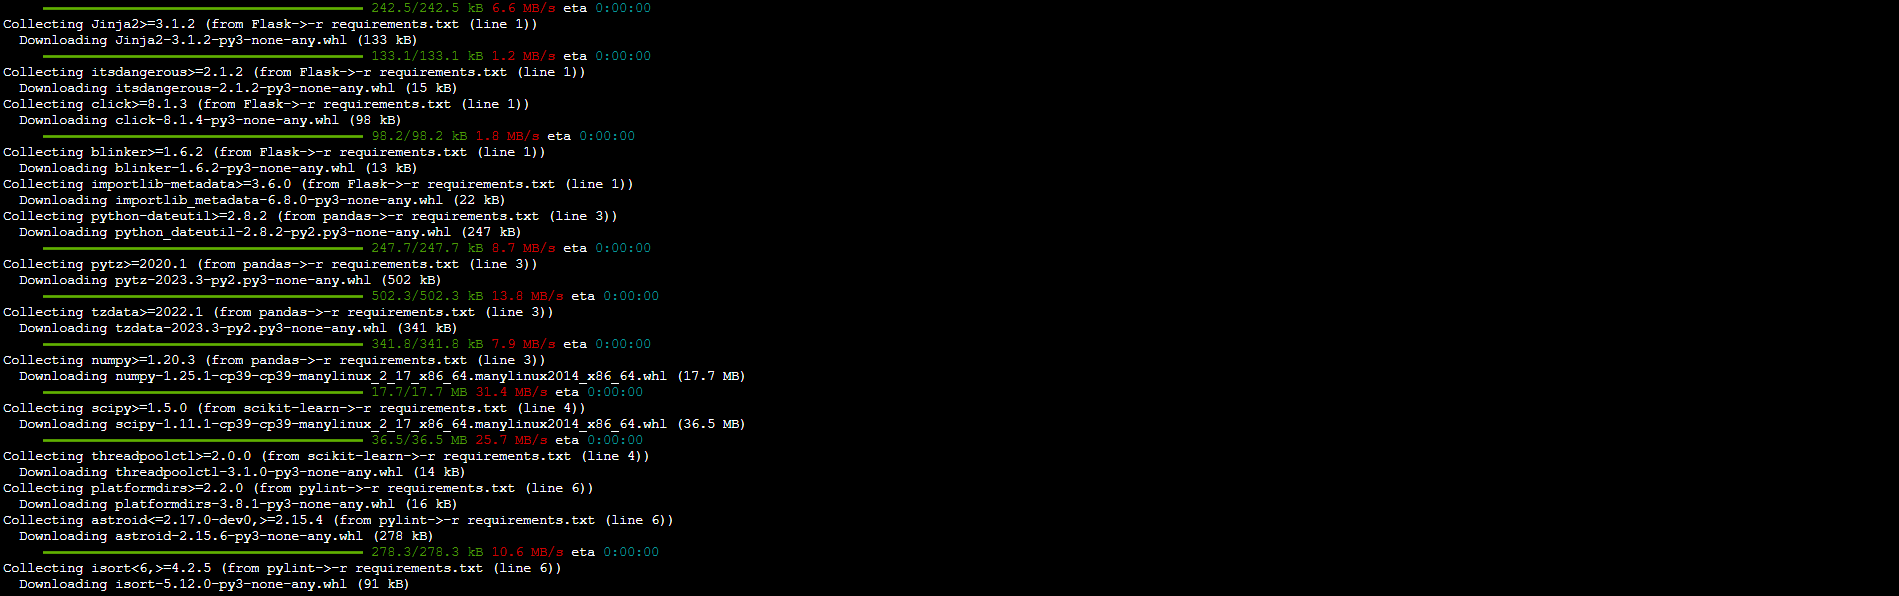 242.5/242.5 kB 6.6 MB/s eta 0:00:00
Collecting Jinja2>=3.1.2 (from Flask->-r requirements.txt (line 1))
  Downloading Jinja2-3.1.2-py3-none-any.whl (133 kB)
133.1/133.1 kB 1.2 MB/s eta 0:00:00
Collecting itsdangerous>=2.1.2 (from Flask->-r requirements.txt (line 1))
  Downloading itsdangerous-2.1.2-py3-none-any.whl (15 kB)
Collecting click>=8.1.3 (from Flask->-r requirements.txt (line 1))
  Downloading click-8.1.4-py3-none-any.whl (98 kB)
98.2/98.2 kB 1.8 MB/s eta 0:00:00
Collecting blinker>=1.6.2 (from Flask->-r requirements.txt (line 1))
  Downloading blinker-1.6.2-py3-none-any.whl (13 kB)
Collecting importlib-metadata>=3.6.0 (from Flask->-r requirements.txt (line 1))
  Downloading importlib_metadata-6.8.0-py3-none-any.whl (22 kB)
Collecting python-dateutil>=2.8.2 (from pandas->-r requirements.txt (line 3))
  Downloading python_dateutil-2.8.2-py2.py3-none-any.whl (247 kB)
247.7/247.7 kB 8.7 MB/s eta 0:00:00
Collecting pytz>=2020.1 (from pandas->-r requirements.txt (line 3))
  Downloading pytz-2023.3-py2.py3-none-any.whl (502 kB)
502.3/502.3 kB 13.8 MB/s eta 0:00:00
Collecting tzdata>=2022.1 (from pandas->-r requirements.txt (line 3))
  Downloading tzdata-2023.3-py2.py3-none-any.whl (341 kB)
341.8/341.8 kB 7.9 MB/s eta 0:00:00
Collecting numpy>=1.20.3 (from pandas->-r requirements.txt (line 3))
  Downloading numpy-1.25.1-cp39-cp39-manylinux_2_17_x86_64.manylinux2014_x86_64.whl (17.7 MB)
17.7/17.7 MB 31.4 MB/s eta 0:00:00
Collecting scipy>=1.5.0 (from scikit-learn->-r requirements.txt (line 4))
  Downloading scipy-1.11.1-cp39-cp39-manylinux_2_17_x86_64.manylinux2014_x86_64.whl (36.5 MB)
36.5/36.5 MB 25.7 MB/s eta 0:00:00
Collecting threadpoolctl>=2.0.0 (from scikit-learn->-r requirements.txt (line 4))
  Downloading threadpoolctl-3.1.0-py3-none-any.whl (14 kB)
Collecting platformdirs>=2.2.0 (from pylint->-r requirements.txt (line 6))
  Downloading platformdirs-3.8.1-py3-none-any.whl (16 kB)
Collecting astroid<=2.17.0-dev0,>=2.15.4 (from pylint->-r requirements.txt (line 6))
  Downloading astroid-2.15.6-py3-none-any.whl (278 kB)
278.3/278.3 kB 10.6 MB/s eta 0:00:00
Collecting isort<6,>=4.2.5 (from pylint->-r requirements.txt (line 6))
  Downloading isort-5.12.0-py3-none-any.whl (91 kB)